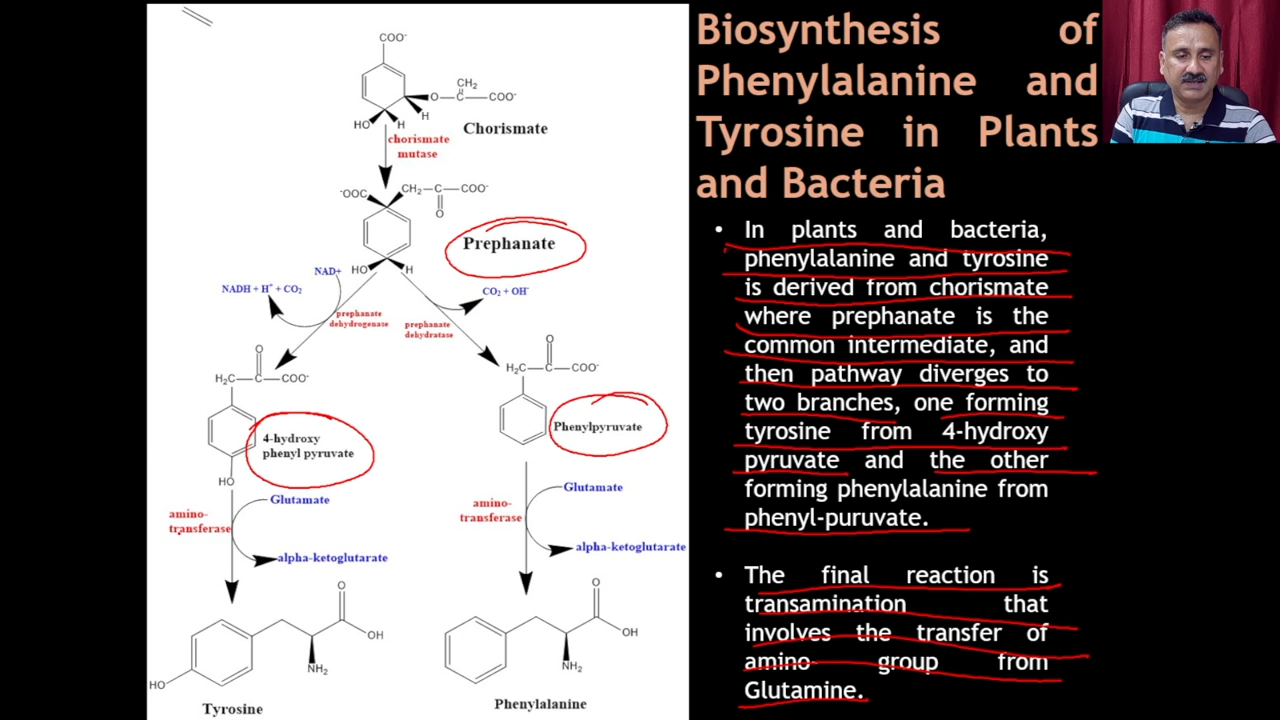 Biosynthesis of
Phenylalanine and
Tyrosine in Plants
and Bacteria
• In plants and bacteria,
phenylalanine and tyrosine
is derived from chorismate
where prephanate is the
common intermediate, and
then pathway diverges to
two branches, one forming
tyrosine from 4-hydroxy
pyruvate and the other
forming phenylalanine from
phenyl-puruvate.
• The final reaction is
transamination that
involves the transfer of
amino- group from
Glutamine.
COO⁻
CH₂
O—C—COO⁻
HO H H
Chorismate
chorismate
mutase
⁻OOC CH₂—C—COO⁻
O
Prephanate
HO H
NAD+
NADH + H⁺ + CO₂
CO₂ + OH⁻
prephanate
dehydrogenase
prephanate
dehydratase
O
H₂C—C—COO⁻
4-hydroxy
phenyl pyruvate
HO
O
H₂C—C—COO⁻
Phenylpyruvate
Glutamate
amino-
transferase
alpha-ketoglutarate
Glutamate
amino-
transferase
alpha-ketoglutarate
O
OH
NH₂
HO
Tyrosine
O
OH
NH₂
Phenylalanine